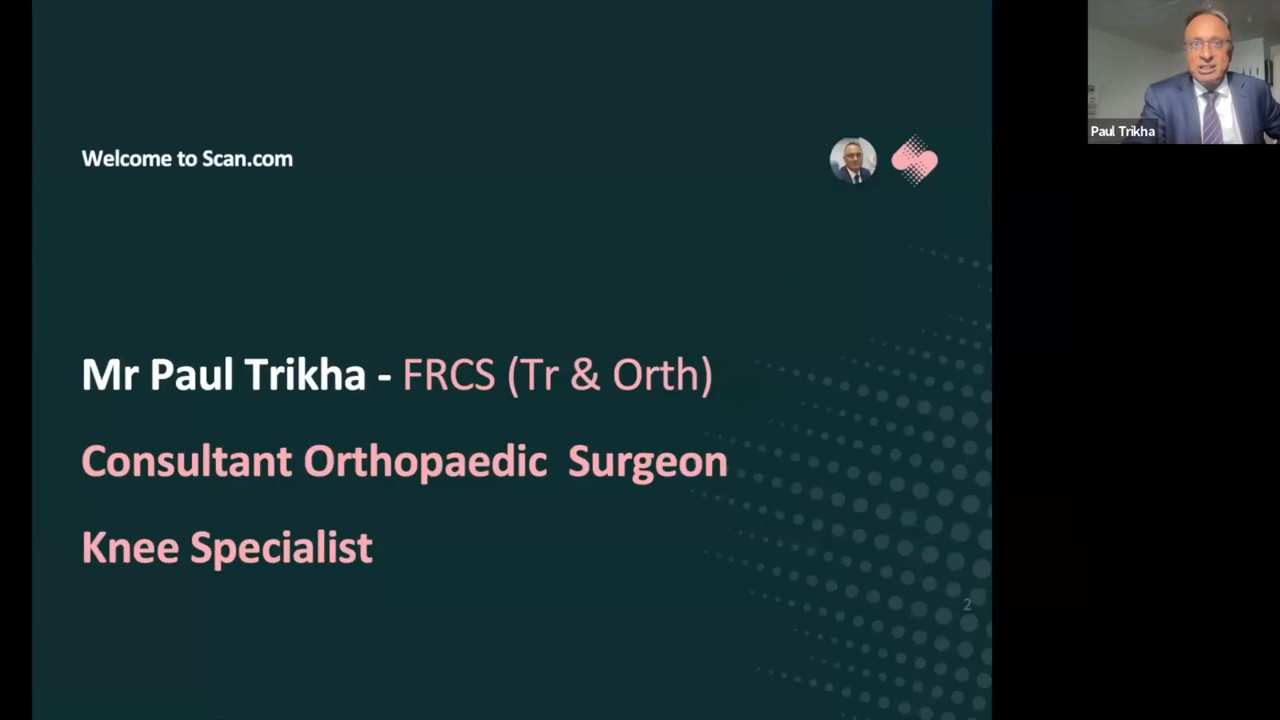 Welcome to Scan.com
Paul Trikha
Mr Paul Trikha - FRCS (Tr & Orth)
Consultant Orthopaedic  Surgeon
Knee Specialist
2